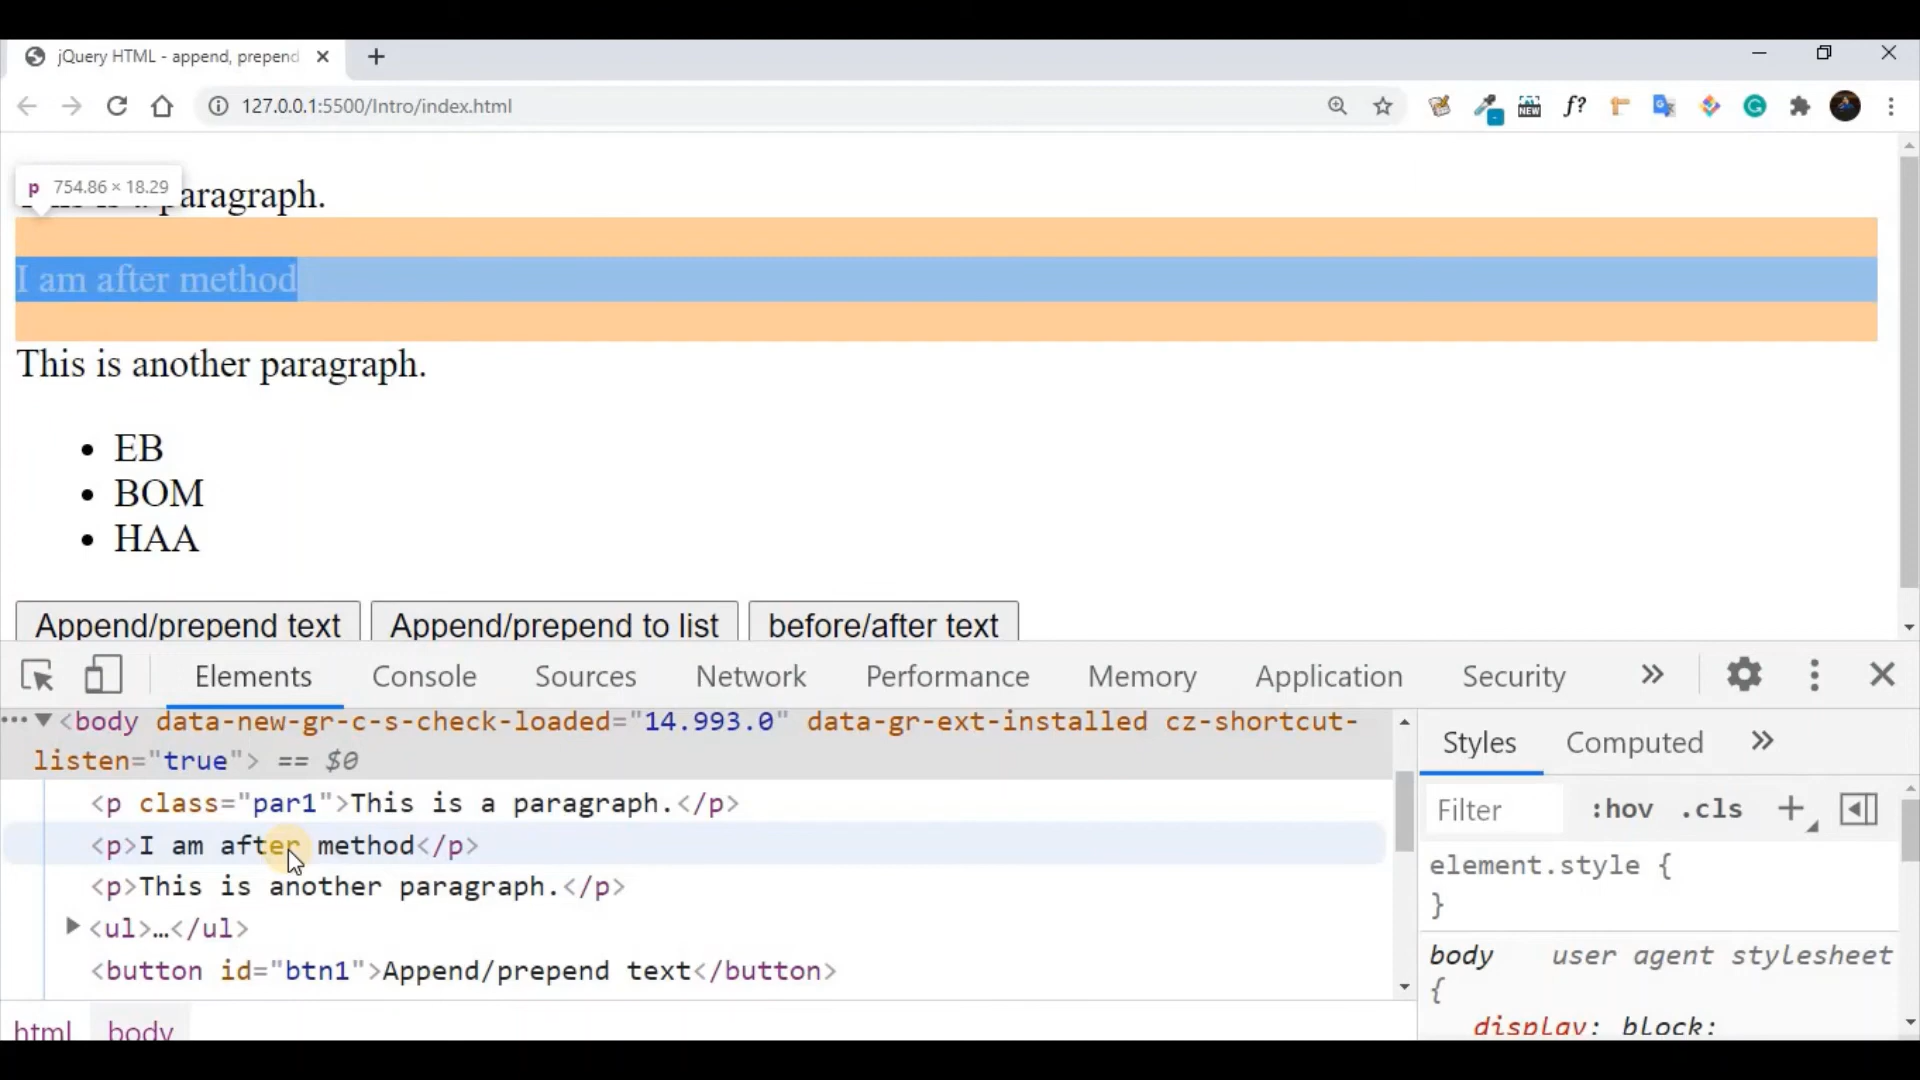 jQuery HTML - append, prepend
127.0.0.1:5500/Intro/index.html
NEW
f?
p 754.86 × 18.29
paragraph.
I am after method
This is another paragraph.
• EB
• BOM
• HAA
Append/prepend text
Append/prepend to list
before/after text
Elements
Console
Sources
Network
Performance
Memory
Application
Security
»
<body data-new-gr-c-s-check-loaded="14.993.0" data-gr-ext-installed cz-shortcut-
listen="true"> == $0
<p class="par1">This is a paragraph.</p>
<p>I am after method</p>
<p>This is another paragraph.</p>
<ul>…</ul>
<button id="btn1">Append/prepend text</button>
html body
Styles
Computed
»
Filter
:hov .cls
element.style {
}
body user agent stylesheet
{
display: block;